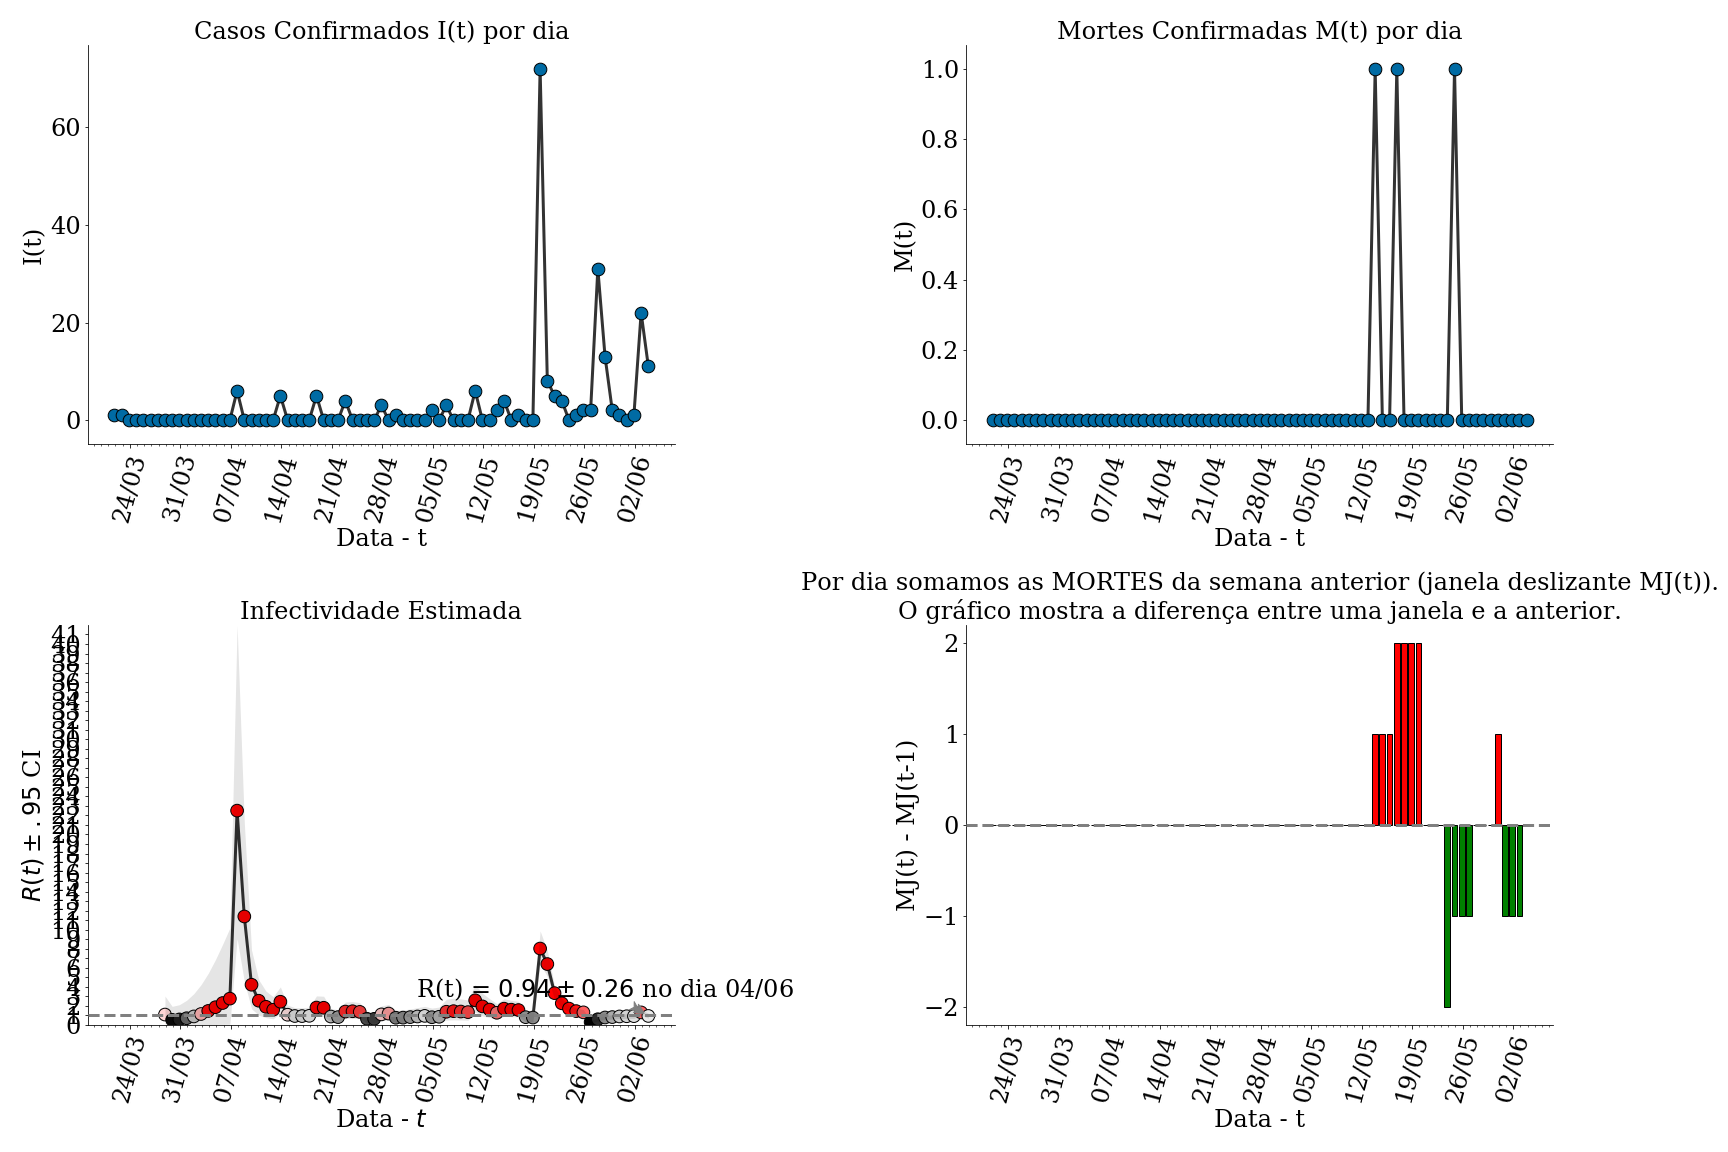 Casos Confirmados I(t) por dia
I(t)
60
40
20
0
24/03 31/03 07/04 14/04 21/04 28/04 05/05 12/05 19/05 26/05 02/06
Data - t
Mortes Confirmadas M(t) por dia
M(t)
1.0
0.8
0.6
0.4
0.2
0.0
24/03 31/03 07/04 14/04 21/04 28/04 05/05 12/05 19/05 26/05 02/06
Data - t
Infectividade Estimada
R(t) ± .95 CI
41
0
R(t) = 0.94 ± 0.26 no dia 04/06
24/03 31/03 07/04 14/04 21/04 28/04 05/05 12/05 19/05 26/05 02/06
Data - t
Por dia somamos as MORTES da semana anterior (janela deslizante MJ(t)).
O gráfico mostra a diferença entre uma janela e a anterior.
MJ(t) - MJ(t-1)
2
1
0
−1
−2
24/03 31/03 07/04 14/04 21/04 28/04 05/05 12/05 19/05 26/05 02/06
Data - t